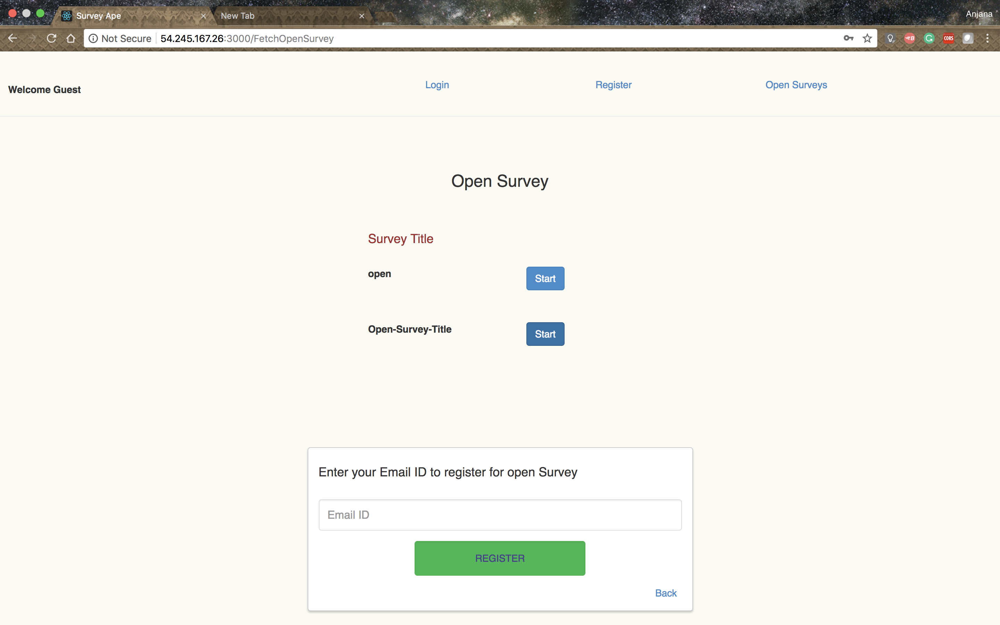 Survey Ape
New Tab
Anjana
Not Secure 54.245.167.26:3000/FetchOpenSurvey
B
G
CORS
Welcome Guest
Login
Register
Open Surveys
Open Survey
Survey Title
open
Start
Open-Survey-Title
Start
Enter your Email ID to register for open Survey
Email ID
REGISTER
Back